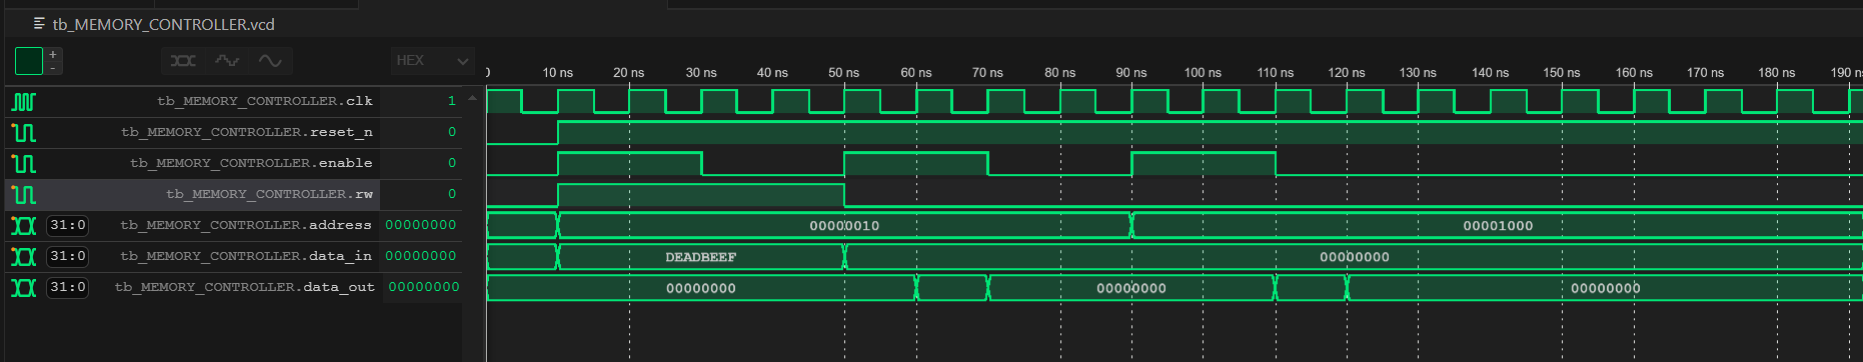 tb_MEMORY_CONTROLLER.vcd
+
-
HEX
0 10 ns 20 ns 30 ns 40 ns 50 ns 60 ns 70 ns 80 ns 90 ns 100 ns 110 ns 120 ns 130 ns 140 ns 150 ns 160 ns 170 ns 180 ns 190 ns
tb_MEMORY_CONTROLLER.clk 1
tb_MEMORY_CONTROLLER.reset_n 0
tb_MEMORY_CONTROLLER.enable 0
tb_MEMORY_CONTROLLER.rw 0
31:0 tb_MEMORY_CONTROLLER.address 00000000 00000010 00001000
31:0 tb_MEMORY_CONTROLLER.data_in 00000000 DEADBEEF 00000000
31:0 tb_MEMORY_CONTROLLER.data_out 00000000 00000000 00000000 00000000